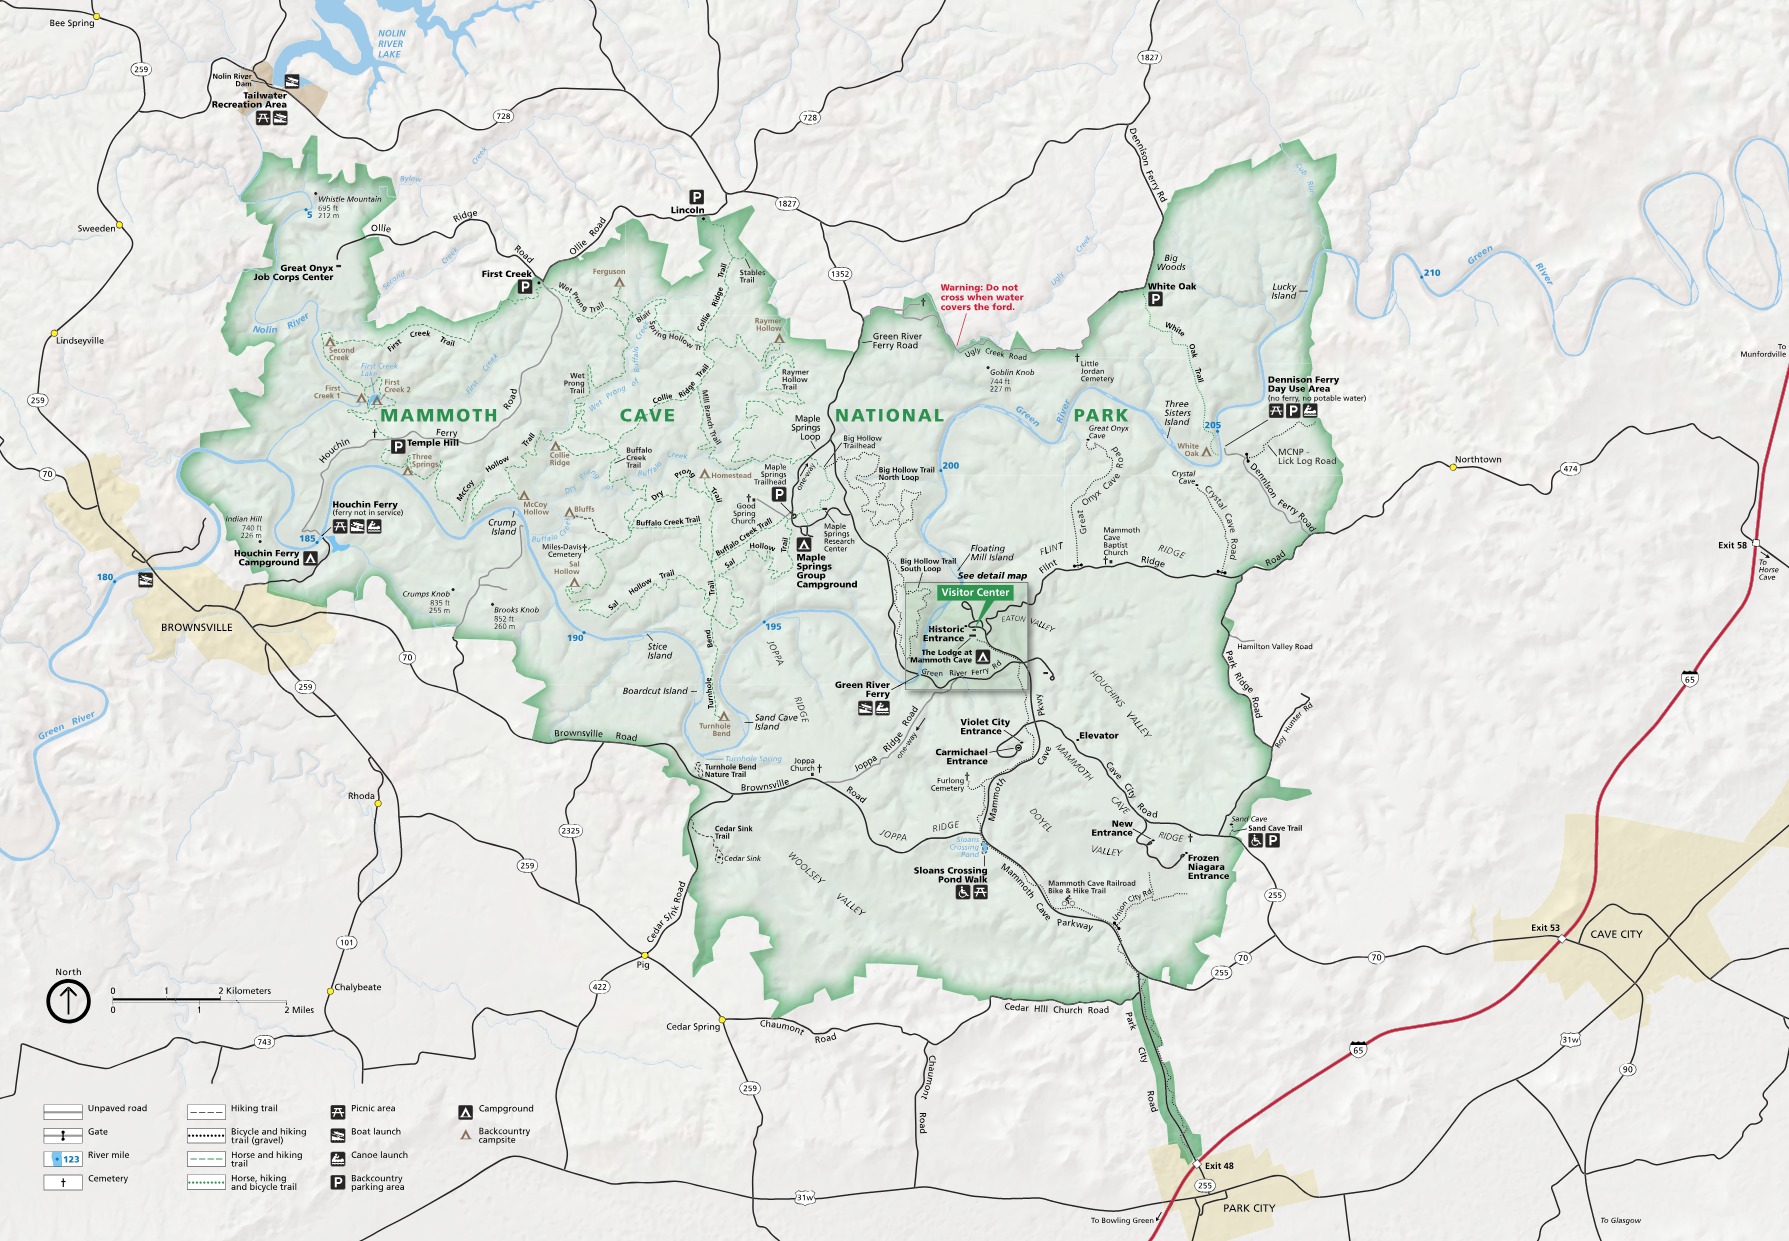 Bee Spring
NOLIN
RIVER
LAKE
259
Nolin River
Dam
Tailwater
Recreation Area
728
728
1827
Dennison Ferry Rd
Creek
Bylew
Cub Run
Whistle Mountain
695 ft
212 m
5
Lincoln
1827
Sweeden
Ollie
Ridge
Road
Ollie Road
Great Onyx
Job Corps Center
Second
Creek
First Creek
Ferguson
Stables
Trail
1352
Ugly Creek
Big
Woods
White Oak
Lucky
Island
210
Green
River
Warning: Do not
cross when water
covers the ford.
Nolin River
Wet Prong Trail
Blair
Spring Hollow Tr
Collie Ridge Trail
Raymer
Hollow
Green River
Ferry Road
Ugly Creek Road
Goblin Knob
744 ft
227 m
Little
Jordan
Cemetery
White
Oak
Trail
Lindseyville
First Creek Trail
Second
Creek
First Creek
Lake
First Creek
First
Creek 1
First
Creek 2
Wet
Prong
Trail
Wet Prong of Buffalo Creek
Collie Ridge Trail
Mill Branch Trail
Raymer
Hollow
Trail
To
Munfordville
Dennison Ferry
Day Use Area
(no ferry, no potable water)
259
MAMMOTH CAVE NATIONAL PARK
Road
Houchin
Ferry
Temple Hill
Three
Springs
Maple
Springs
Loop
one-way
Big Hollow
Trailhead
Green
River
Great Onyx
Cave
Three
Sisters
Island
205
White
Oak
MCNP -
Lick Log Road
70
McCoy
Hollow
Trail
Collie
Ridge
Buffalo
Creek
Trail
Buffalo Creek
Dry Prong
Dry
Prong
Trail
Homestead
Maple
Springs
Trailhead
Big Hollow Trail
North Loop
200
Great
Onyx Cave
Road
Crystal
Cave
Crystal Cave Road
Dennison Ferry Road
Northtown
474
Houchin Ferry
(ferry not in service)
Indian Hill
740 ft
226 m
185
Houchin Ferry
Campground
McCoy
Hollow
Bluffs
Crump
Island
Buffalo Creek
Buffalo Creek Trail
Good
Spring
Church
Buffalo Creek Trail
Sal
Hollow
Trail
Maple
Springs
Research
Center
Miles-Davis
Cemetery
Sal
Hollow
Sal Hollow Trail
Maple
Springs
Group
Campground
Big Hollow Trail
South Loop
Floating
Mill Island
FLINT
RIDGE
Flint
Ridge
Road
Mammoth
Cave
Baptist
Church
Exit 58
To
Horse
Cave
180
Crumps Knob
835 ft
255 m
Brooks Knob
852 ft
260 m
See detail map
Visitor Center
Historic
Entrance
EATON VALLEY
The Lodge at
Mammoth Cave
Green River Ferry Rd
BROWNSVILLE
190
Stice
Island
195
JOPPA
RIDGE
Hamilton Valley Road
70
259
Turnhole
Bend
Trail
Boardcut Island
Turnhole
Bend
Sand Cave
Island
Green River
Ferry
HOUCHINS VALLEY
Park Ridge Road
Roy Hunter Rd
65
Green River
Violet City
Entrance
Carmichael
Entrance
Elevator
Brownsville Road
Turnhole Spring
Turnhole Bend
Nature Trail
Joppa
Church
Joppa Ridge Road
one-way
Mammoth
Cave
Pkwy
MAMMOTH
CAVE
RIDGE
Cave City Road
Furlong
Cemetery
Rhoda
Brownsville
Road
2325
Cedar Sink
Trail
Cedar Sink
JOPPA
RIDGE
Sloans
Crossing
Pond
DOYEL
VALLEY
New
Entrance
Sand Cave
Sand Cave Trail
Frozen
Niagara
Entrance
259
Cedar Sink Road
WOOLSEY
VALLEY
Sloans Crossing
Pond Walk
Mammoth Cave Railroad
Bike & Hike Trail
Mammoth Cave
Parkway
Union City Rd
255
101
Pig
Exit 53
CAVE CITY
70
70
255
North
422
Chalybeate
0 1 2 Kilometers
0 1 2 Miles
Cedar Spring
Chaumont
Road
Cedar Hill Church Road
743
Chaumont Road
Park
City
Road
65
31W
90
259
Unpaved road
Gate
123
River mile
Cemetery
Hiking trail
Bicycle and hiking
trail (gravel)
Horse and hiking
trail
Horse, hiking
and bicycle trail
Picnic area
Boat launch
Canoe launch
Backcountry
parking area
Campground
Backcountry
campsite
Exit 48
255
31W
PARK CITY
To Bowling Green
To Glasgow